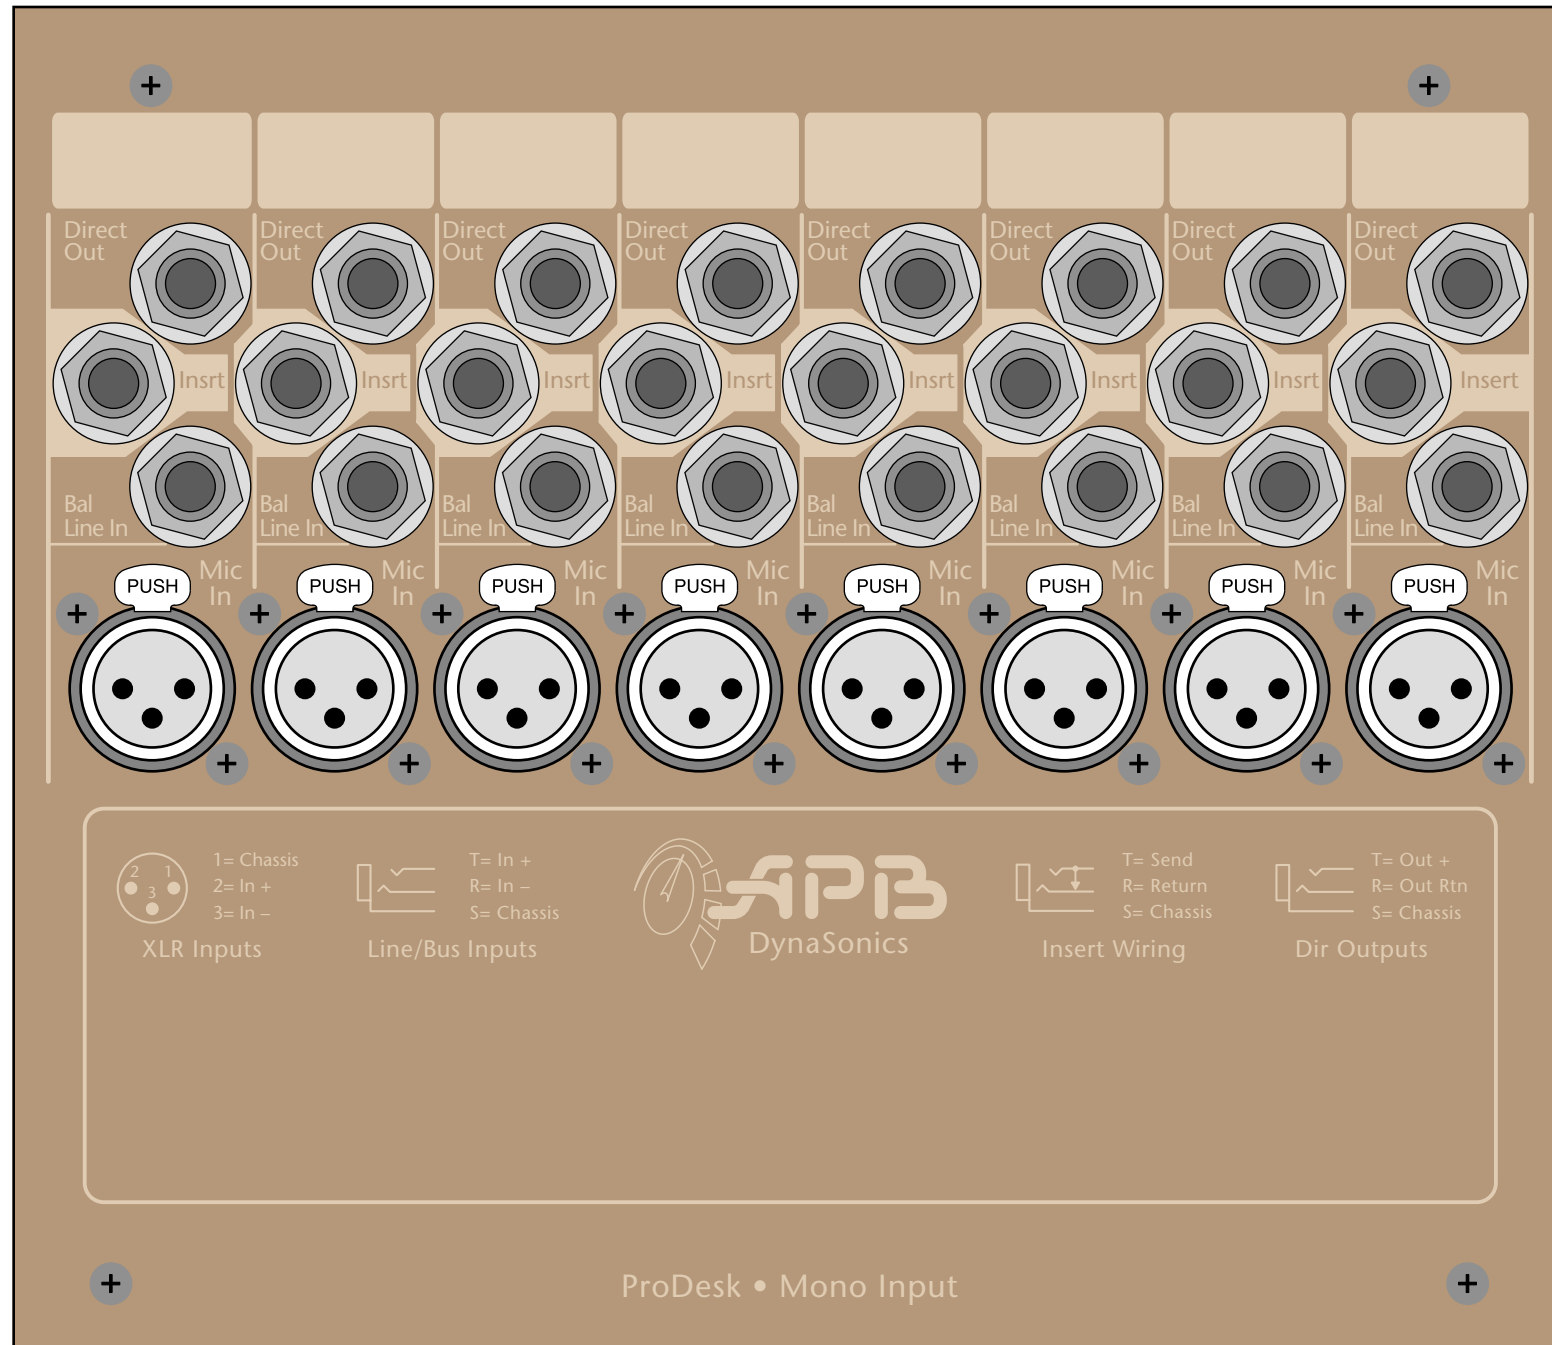 Direct Direct Direct Direct Direct Direct Direct Direct
Out Out Out Out Out Out Out Out
Insrt Insrt Insrt Insrt Insrt Insrt Insrt Insert
Bal Bal Bal Bal Bal Bal Bal Bal
Line In Line In Line In Line In Line In Line In Line In Line In
Mic Mic Mic Mic Mic Mic Mic Mic
PUSH PUSH PUSH PUSH PUSH PUSH PUSH PUSH
In In In In In In In In
2 1 3
1= Chassis
2= In +
3= In –
XLR Inputs
T= In +
R= In –
S= Chassis
Line/Bus Inputs
APB
DynaSonics
T= Send
R= Return
S= Chassis
Insert Wiring
T= Out +
R= Out Rtn
S= Chassis
Dir Outputs
ProDesk • Mono Input